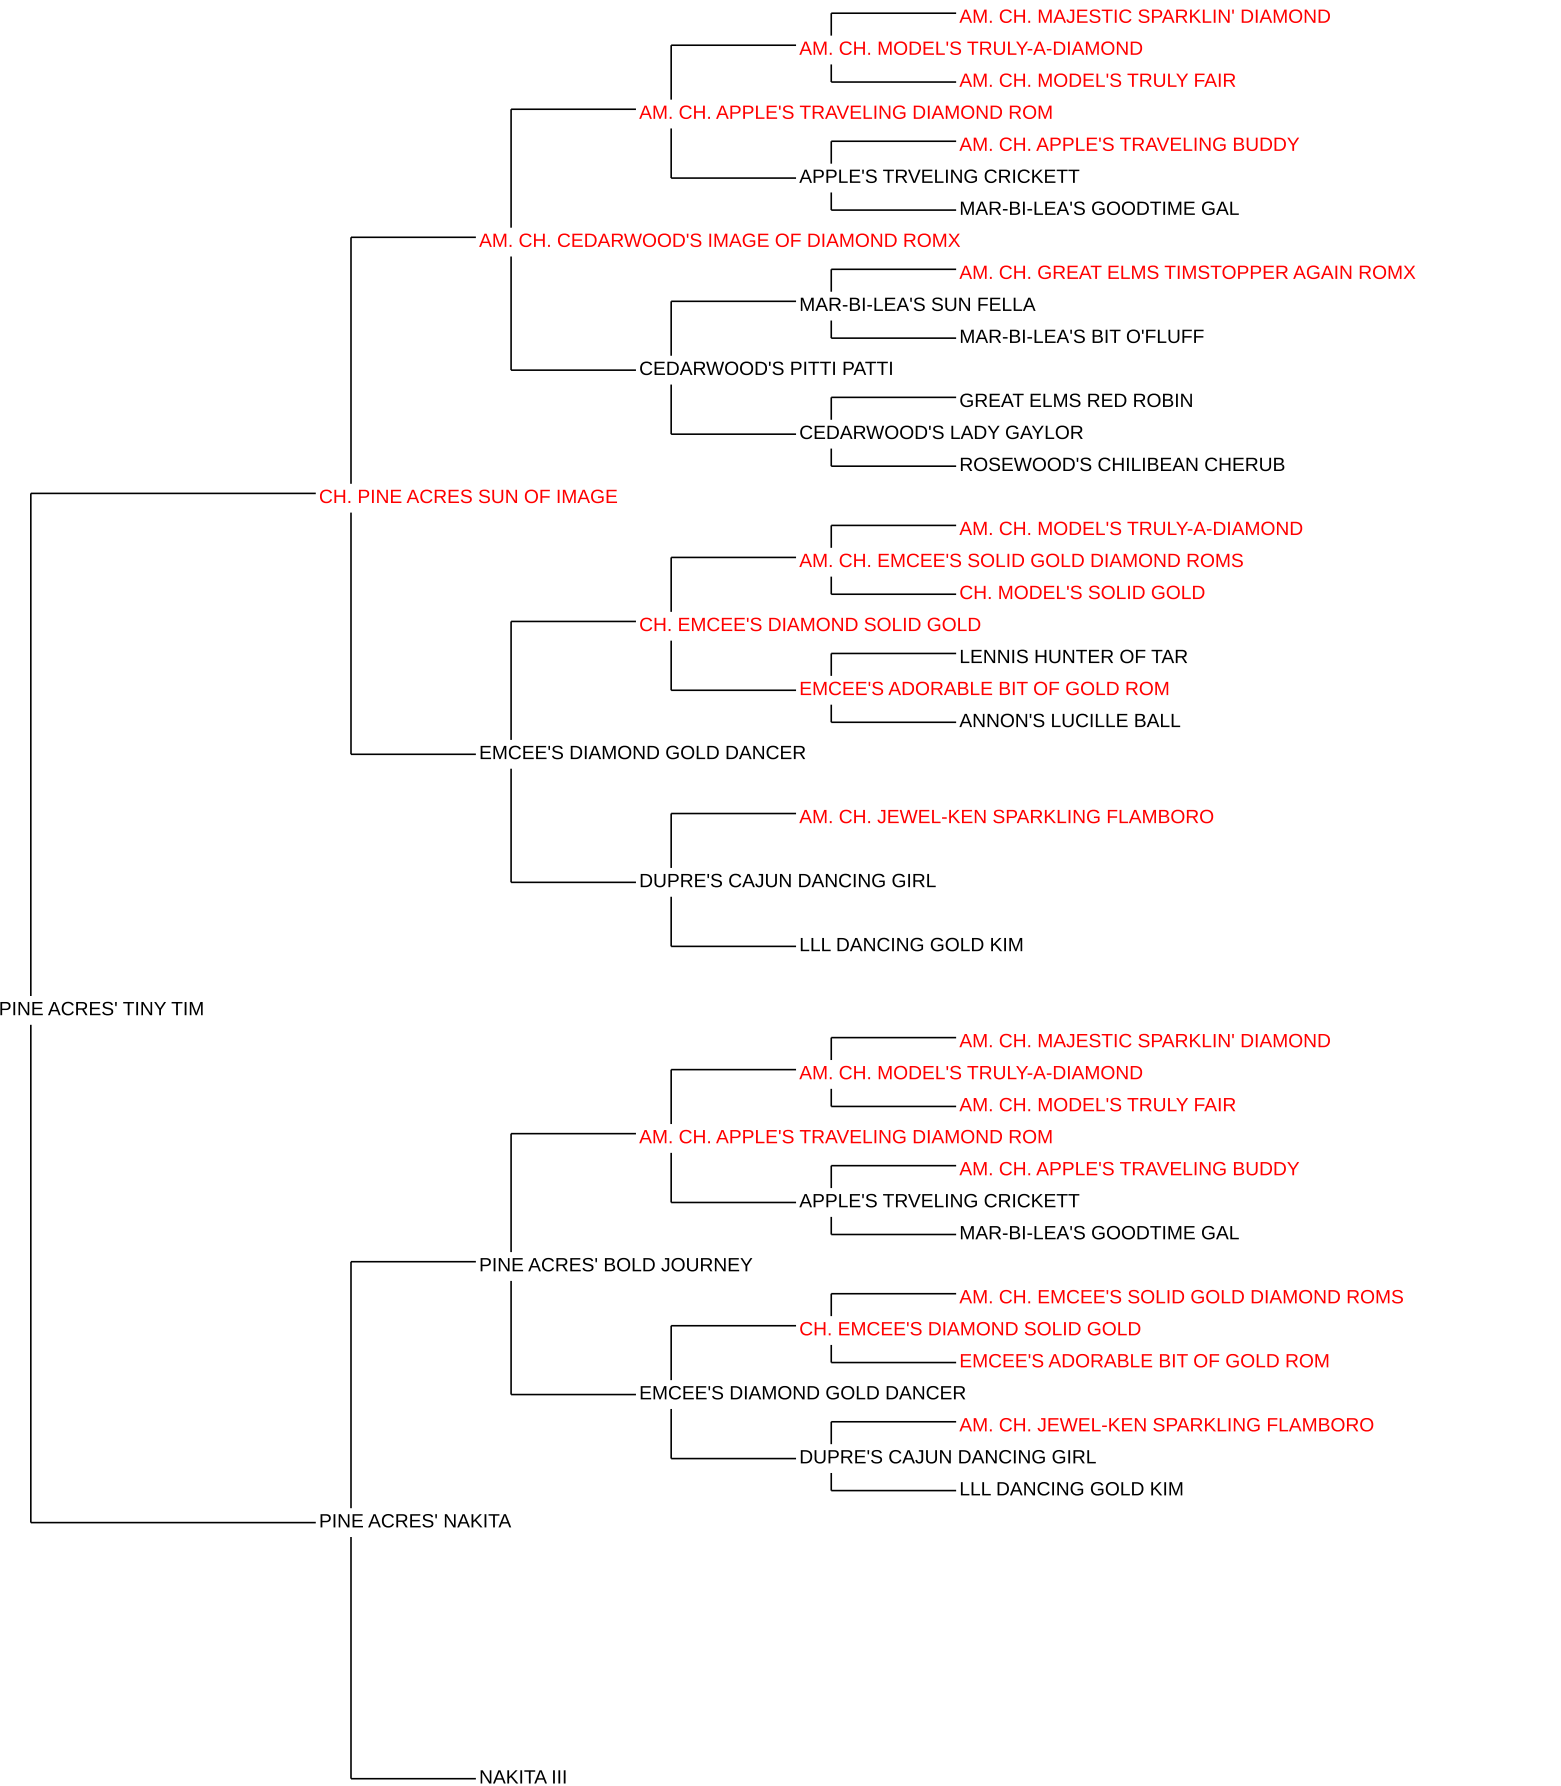 AM. CH. MAJESTIC SPARKLIN' DIAMOND
AM. CH. MODEL'S TRULY-A-DIAMOND
AM. CH. MODEL'S TRULY FAIR
AM. CH. APPLE'S TRAVELING DIAMOND ROM
AM. CH. APPLE'S TRAVELING BUDDY
APPLE'S TRVELING CRICKETT
MAR-BI-LEA'S GOODTIME GAL
AM. CH. CEDARWOOD'S IMAGE OF DIAMOND ROMX
AM. CH. GREAT ELMS TIMSTOPPER AGAIN ROMX
MAR-BI-LEA'S SUN FELLA
MAR-BI-LEA'S BIT O'FLUFF
CEDARWOOD'S PITTI PATTI
GREAT ELMS RED ROBIN
CEDARWOOD'S LADY GAYLOR
ROSEWOOD'S CHILIBEAN CHERUB
CH. PINE ACRES SUN OF IMAGE
AM. CH. MODEL'S TRULY-A-DIAMOND
AM. CH. EMCEE'S SOLID GOLD DIAMOND ROMS
CH. MODEL'S SOLID GOLD
CH. EMCEE'S DIAMOND SOLID GOLD
LENNIS HUNTER OF TAR
EMCEE'S ADORABLE BIT OF GOLD ROM
ANNON'S LUCILLE BALL
EMCEE'S DIAMOND GOLD DANCER
AM. CH. JEWEL-KEN SPARKLING FLAMBORO
DUPRE'S CAJUN DANCING GIRL
LLL DANCING GOLD KIM
PINE ACRES' TINY TIM
AM. CH. MAJESTIC SPARKLIN' DIAMOND
AM. CH. MODEL'S TRULY-A-DIAMOND
AM. CH. MODEL'S TRULY FAIR
AM. CH. APPLE'S TRAVELING DIAMOND ROM
AM. CH. APPLE'S TRAVELING BUDDY
APPLE'S TRVELING CRICKETT
MAR-BI-LEA'S GOODTIME GAL
PINE ACRES' BOLD JOURNEY
AM. CH. EMCEE'S SOLID GOLD DIAMOND ROMS
CH. EMCEE'S DIAMOND SOLID GOLD
EMCEE'S ADORABLE BIT OF GOLD ROM
EMCEE'S DIAMOND GOLD DANCER
AM. CH. JEWEL-KEN SPARKLING FLAMBORO
DUPRE'S CAJUN DANCING GIRL
LLL DANCING GOLD KIM
PINE ACRES' NAKITA
NAKITA III